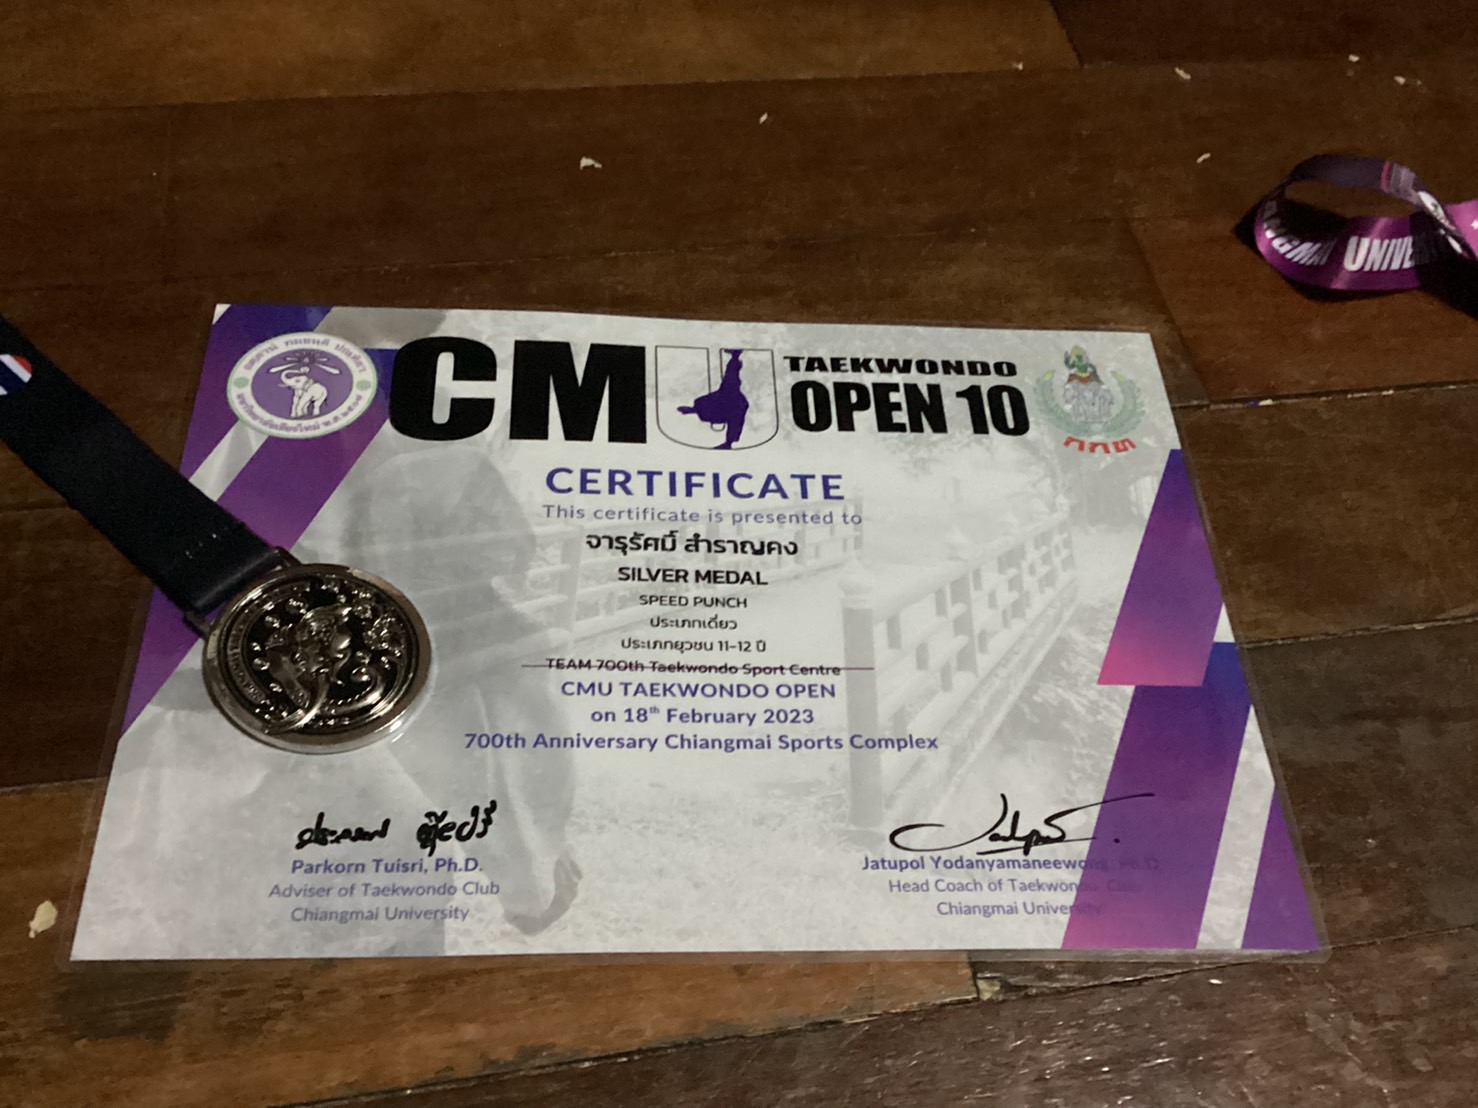 CMU
TAEKWONDO
OPEN 10
กกท
CERTIFICATE
This certificate is presented to
จารุรัศมิ์ สำราญคง
SILVER MEDAL
SPEED PUNCH
ประเภทเดี่ยว
ประเภทยุวชน 11-12 ปี
TEAM 700th Taekwondo Sport Centre
CMU TAEKWONDO OPEN
on 18th February 2023
700th Anniversary Chiangmai Sports Complex
Parkorn Tuisri, Ph.D.
Adviser of Taekwondo Club
Chiangmai University
Jatupol Yodanyamaneewong, Ph.D
Head Coach of Taekwondo Club
Chiangmai University
UNIVE